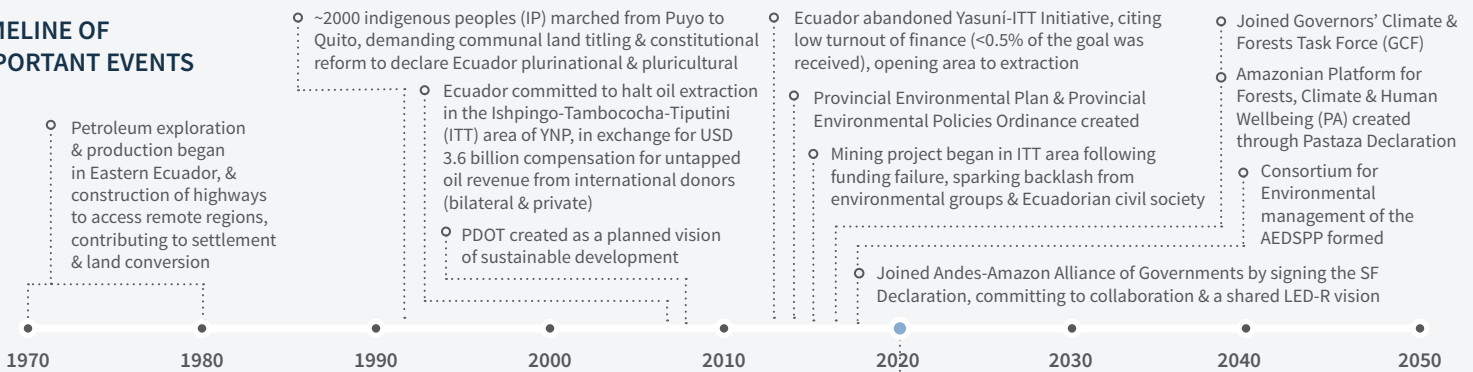 MELINE OF
PORTANT EVENTS
Petroleum exploration
& production began
in Eastern Ecuador, &
construction of highways
to access remote regions,
contributing to settlement
& land conversion
~2000 indigenous peoples (IP) marched from Puyo to
Quito, demanding communal land titling & constitutional
reform to declare Ecuador plurinational & pluricultural
Ecuador committed to halt oil extraction
in the Ishpingo-Tambococha-Tiputini
(ITT) area of YNP, in exchange for USD
3.6 billion compensation for untapped
oil revenue from international donors
(bilateral & private)
PDOT created as a planned vision
of sustainable development
Ecuador abandoned Yasuní-ITT Initiative, citing
low turnout of finance (<0.5% of the goal was
received), opening area to extraction
Provincial Environmental Plan & Provincial
Environmental Policies Ordinance created
Mining project began in ITT area following
funding failure, sparking backlash from
environmental groups & Ecuadorian civil society
Joined Governors’ Climate &
Forests Task Force (GCF)
Amazonian Platform for
Forests, Climate & Human
Wellbeing (PA) created
through Pastaza Declaration
Consortium for
Environmental
management of the
AEDSPP formed
Joined Andes-Amazon Alliance of Governments by signing the SF
Declaration, committing to collaboration & a shared LED-R vision
1970 1980 1990 2000 2010 2020 2030 2040 2050